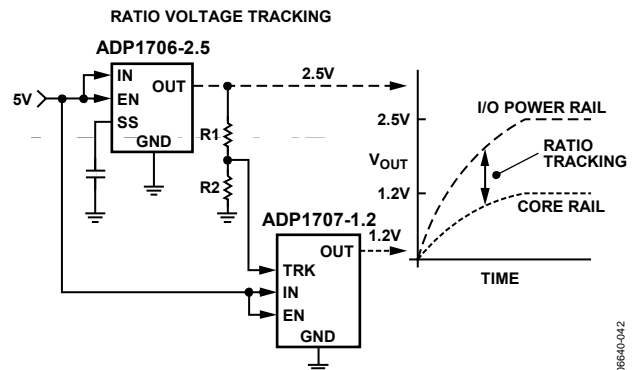 RATIO VOLTAGE TRACKING
ADP1706-2.5
IN
OUT
2.5V
5V
EN
SS
GND
R1
R2
ADP1707-1.2
OUT
1.2V
TRK
IN
EN
GND
I/O POWER RAIL
2.5V
RATIO
TRACKING
VOUT
1.2V
CORE RAIL
TIME
06640-042